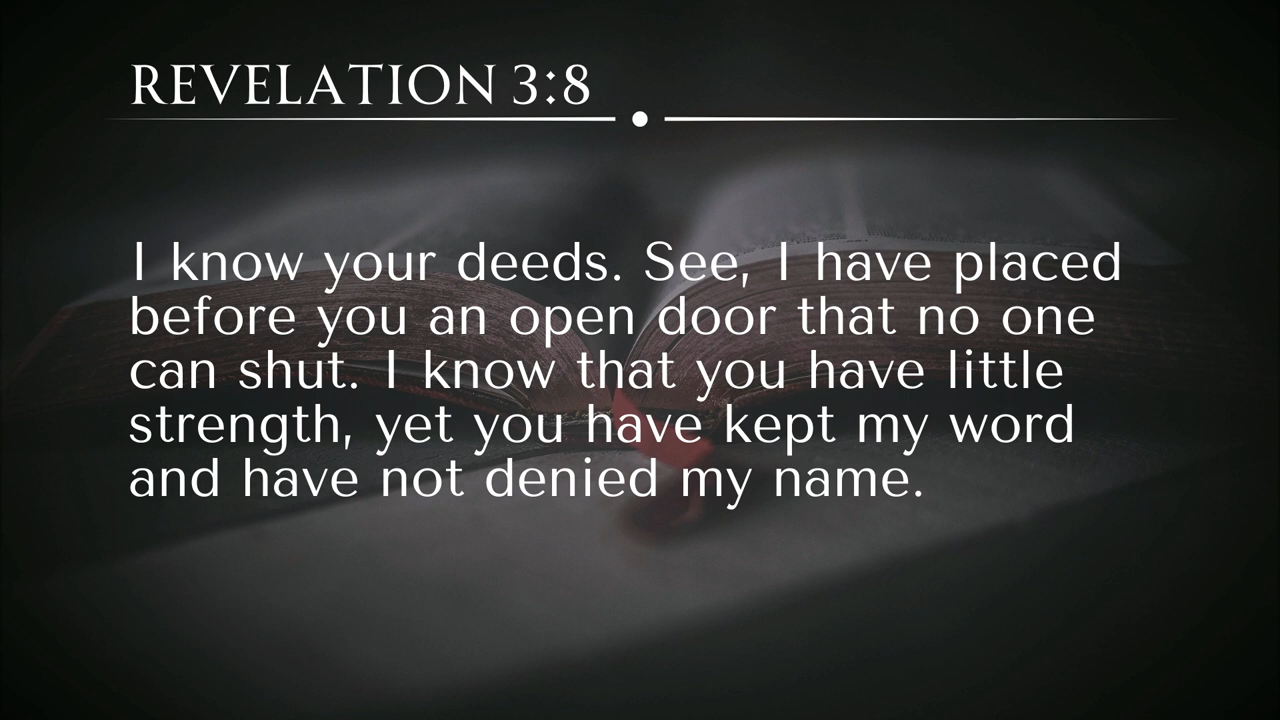 REVELATION 3:8
I know your deeds. See, I have placed
before you an open door that no one
can shut. I know that you have little
strength, yet you have kept my word
and have not denied my name.